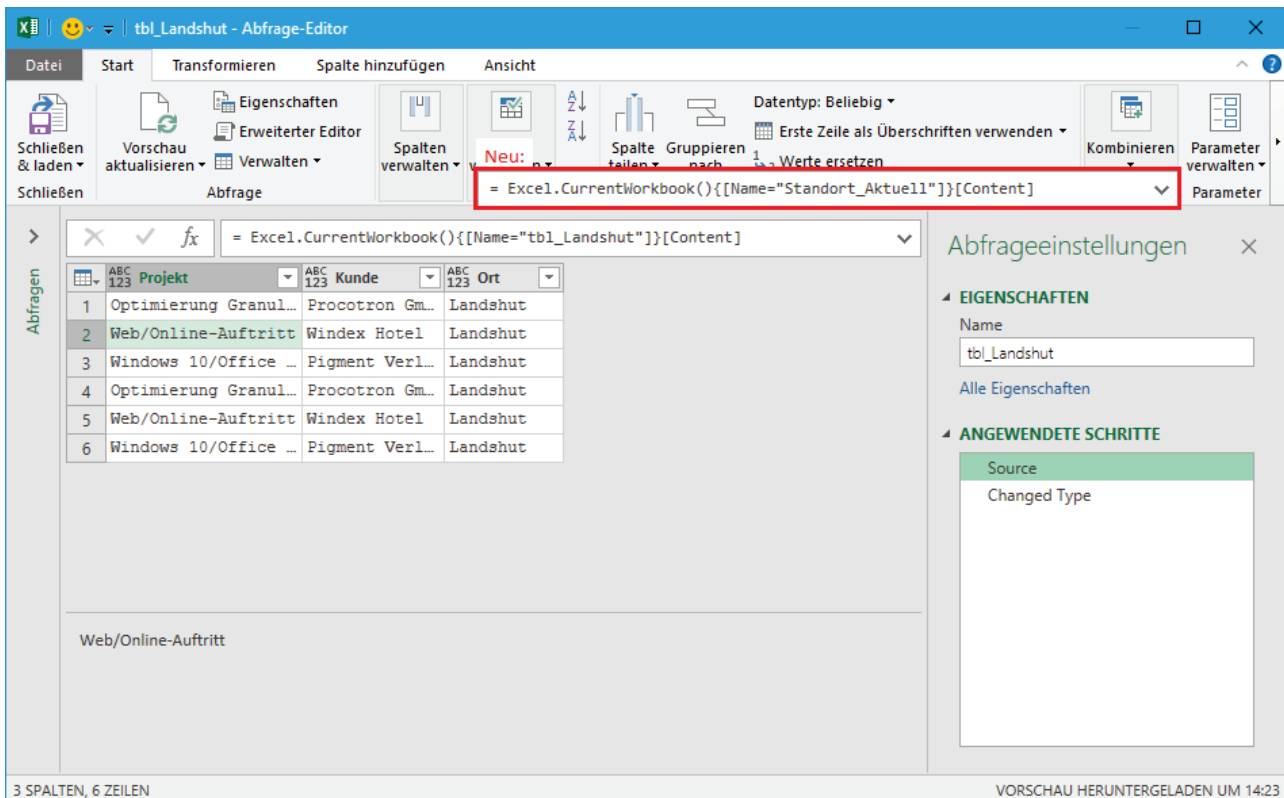 tbl_Landshut - Abfrage-Editor
Datei Start Transformieren Spalte hinzufügen Ansicht
Schließen & laden
Vorschau aktualisieren
Eigenschaften
Erweiterter Editor
Verwalten
Spalten verwalten
Spalte teilen
Gruppieren nach
Datentyp: Beliebig
Erste Zeile als Überschriften verwenden
Werte ersetzen
Kombinieren
Parameter verwalten
Schließen
Abfrage
Parameter
Neu:
= Excel.CurrentWorkbook(){[Name="Standort_Aktuell"]}[Content]
= Excel.CurrentWorkbook(){[Name="tbl_Landshut"]}[Content]
Abfragen
ABC 123 Projekt ABC 123 Kunde ABC 123 Ort
1 Optimierung Granul… Procotron Gm… Landshut
2 Web/Online-Auftritt Windex Hotel Landshut
3 Windows 10/Office … Pigment Verl… Landshut
4 Optimierung Granul… Procotron Gm… Landshut
5 Web/Online-Auftritt Windex Hotel Landshut
6 Windows 10/Office … Pigment Verl… Landshut
Web/Online-Auftritt
Abfrageeinstellungen
EIGENSCHAFTEN
Name
tbl_Landshut
Alle Eigenschaften
ANGEWENDETE SCHRITTE
Source
Changed Type
3 SPALTEN, 6 ZEILEN
VORSCHAU HERUNTERGELADEN UM 14:23